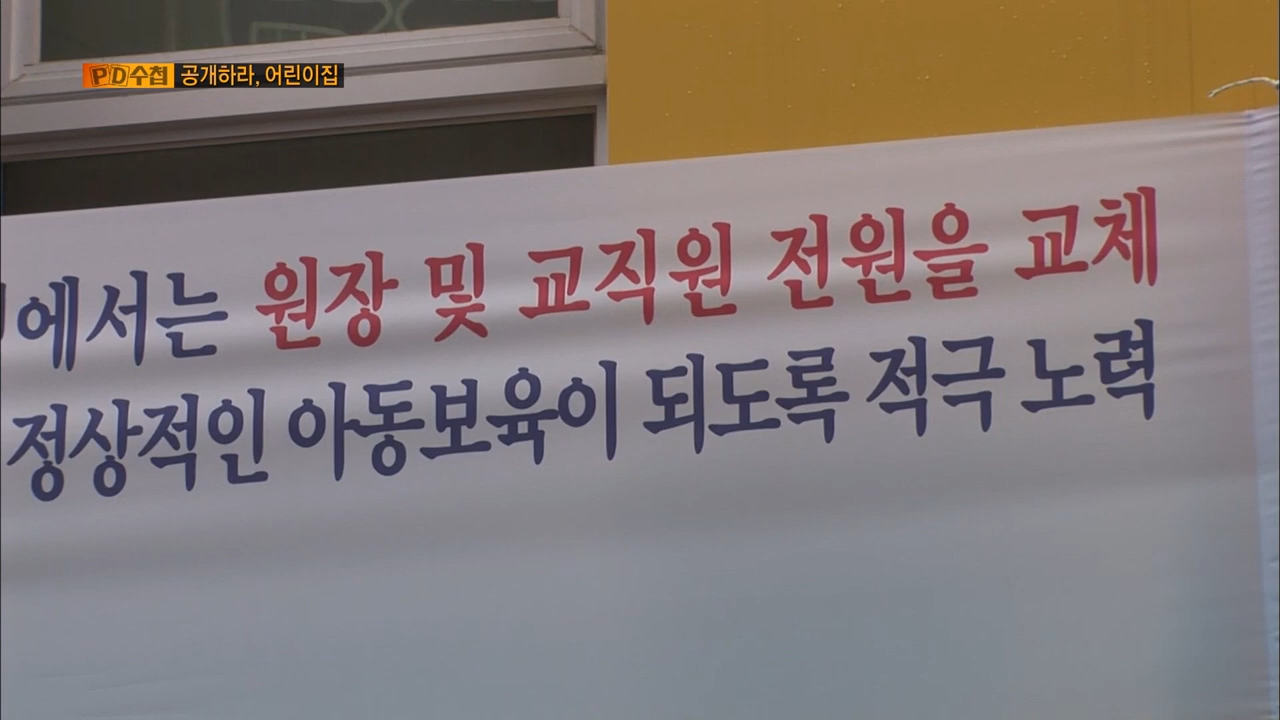 PD수첩 공개하라, 어린이집
에서는 원장 및 교직원 전원을 교체
정상적인 아동보육이 되도록 적극 노력